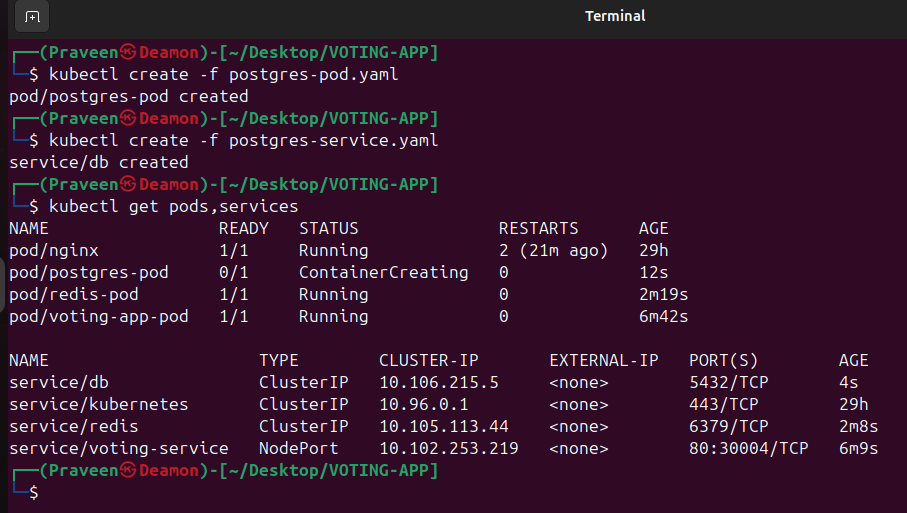 Terminal
┌──(Praveen㉿Deamon)-[~/Desktop/VOTING-APP]
└─$ kubectl create -f postgres-pod.yaml
pod/postgres-pod created
┌──(Praveen㉿Deamon)-[~/Desktop/VOTING-APP]
└─$ kubectl create -f postgres-service.yaml
service/db created
┌──(Praveen㉿Deamon)-[~/Desktop/VOTING-APP]
└─$ kubectl get pods,services
NAME READY STATUS RESTARTS AGE
pod/nginx 1/1 Running 2 (21m ago) 29h
pod/postgres-pod 0/1 ContainerCreating 0 12s
pod/redis-pod 1/1 Running 0 2m19s
pod/voting-app-pod 1/1 Running 0 6m42s
NAME TYPE CLUSTER-IP EXTERNAL-IP PORT(S) AGE
service/db ClusterIP 10.106.215.5 <none> 5432/TCP 4s
service/kubernetes ClusterIP 10.96.0.1 <none> 443/TCP 29h
service/redis ClusterIP 10.105.113.44 <none> 6379/TCP 2m8s
service/voting-service NodePort 10.102.253.219 <none> 80:30004/TCP 6m9s
┌──(Praveen㉿Deamon)-[~/Desktop/VOTING-APP]
└─$